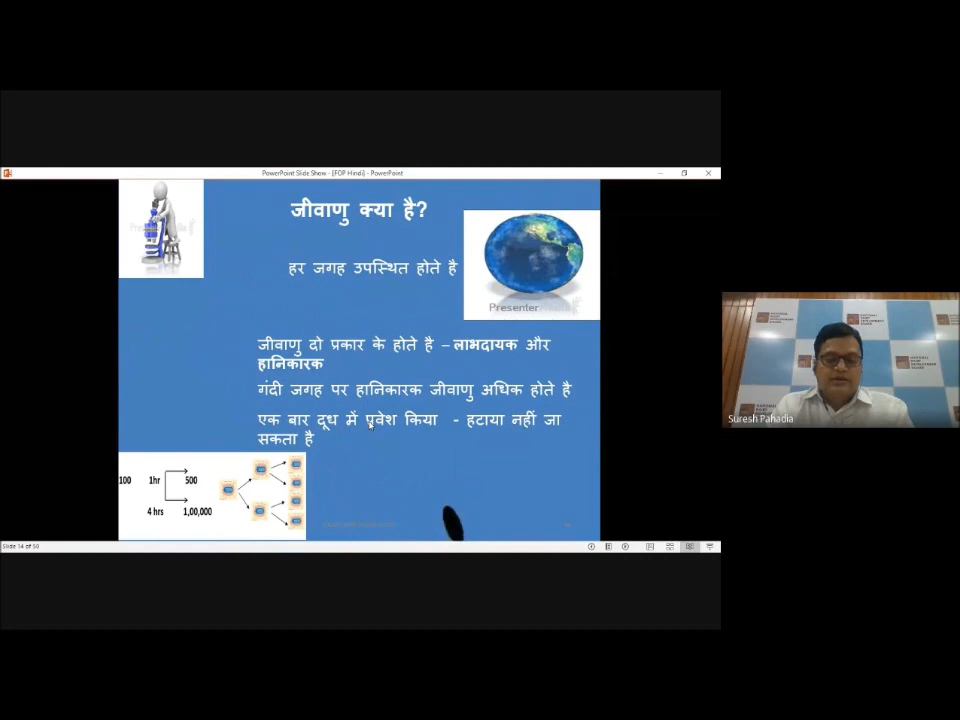 PowerPoint Slide Show - [FOP Hindi] - PowerPoint
जीवाणु क्या है?
हर जगह उपस्थित होते है
Presenter
जीवाणु दो प्रकार के होते है – लाभदायक और
हानिकारक
गंदी जगह पर हानिकारक जीवाणु अधिक होते है
एक बार दूध में प्रवेश किया - हटाया नहीं जा
सकता है
100 1hr 500
4 hrs 1,00,000
Slide 14 of 50
Suresh Pahadia